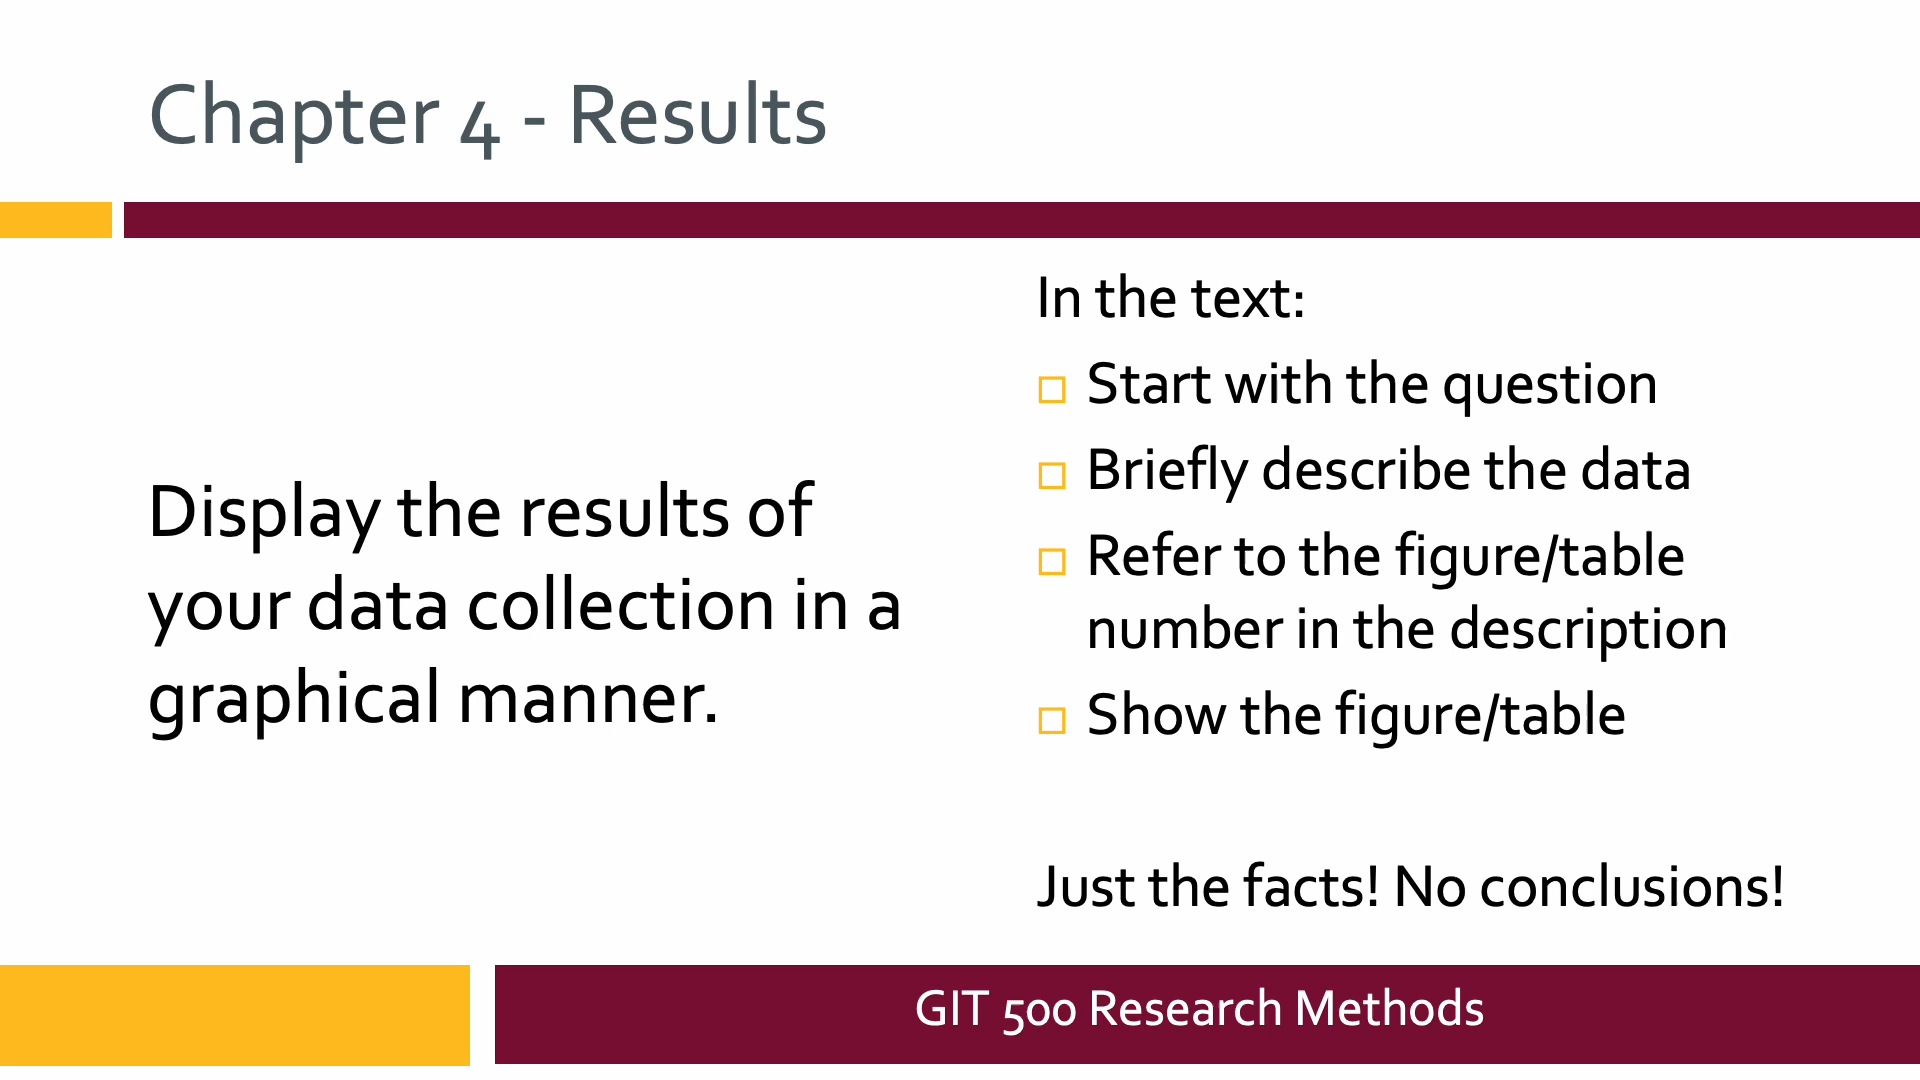 Chapter 4 - Results
Display the results of
your data collection in a
graphical manner.
In the text:
Start with the question
Briefly describe the data
Refer to the figure/table
number in the description
Show the figure/table
Just the facts! No conclusions!
GIT 500 Research Methods